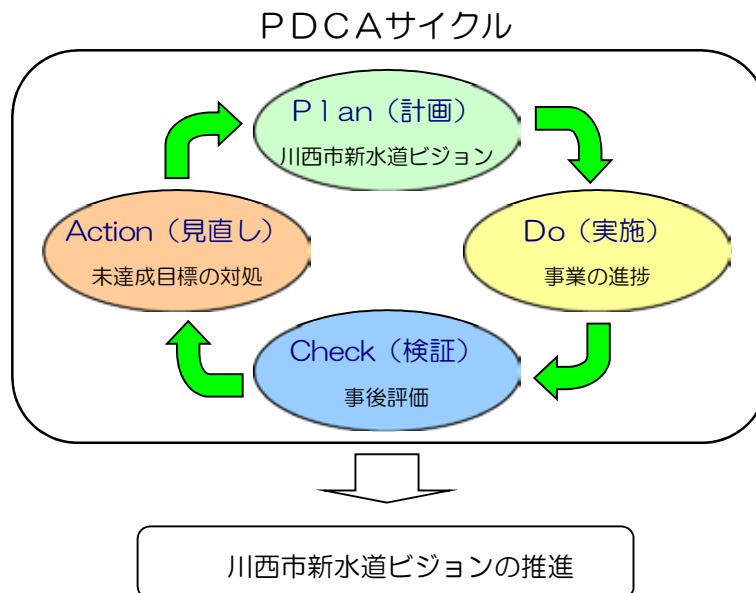 PDCAサイクル
Plan（計画）
川西市新水道ビジョン
Do（実施）
事業の進捗
Check（検証）
事後評価
Action（見直し）
未達成目標の対処
川西市新水道ビジョンの推進